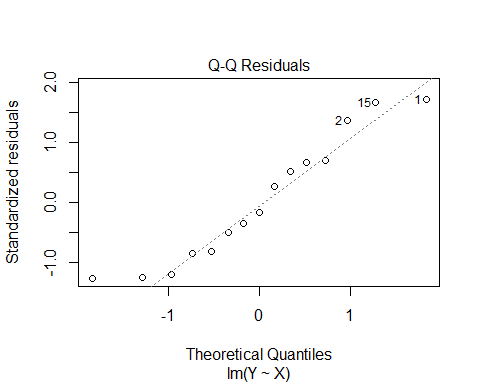 Q-Q Residuals
Standardized residuals
2.0
1.0
0.0
-1.0
15
1
2
-1
0
1
Theoretical Quantiles
lm(Y ~ X)